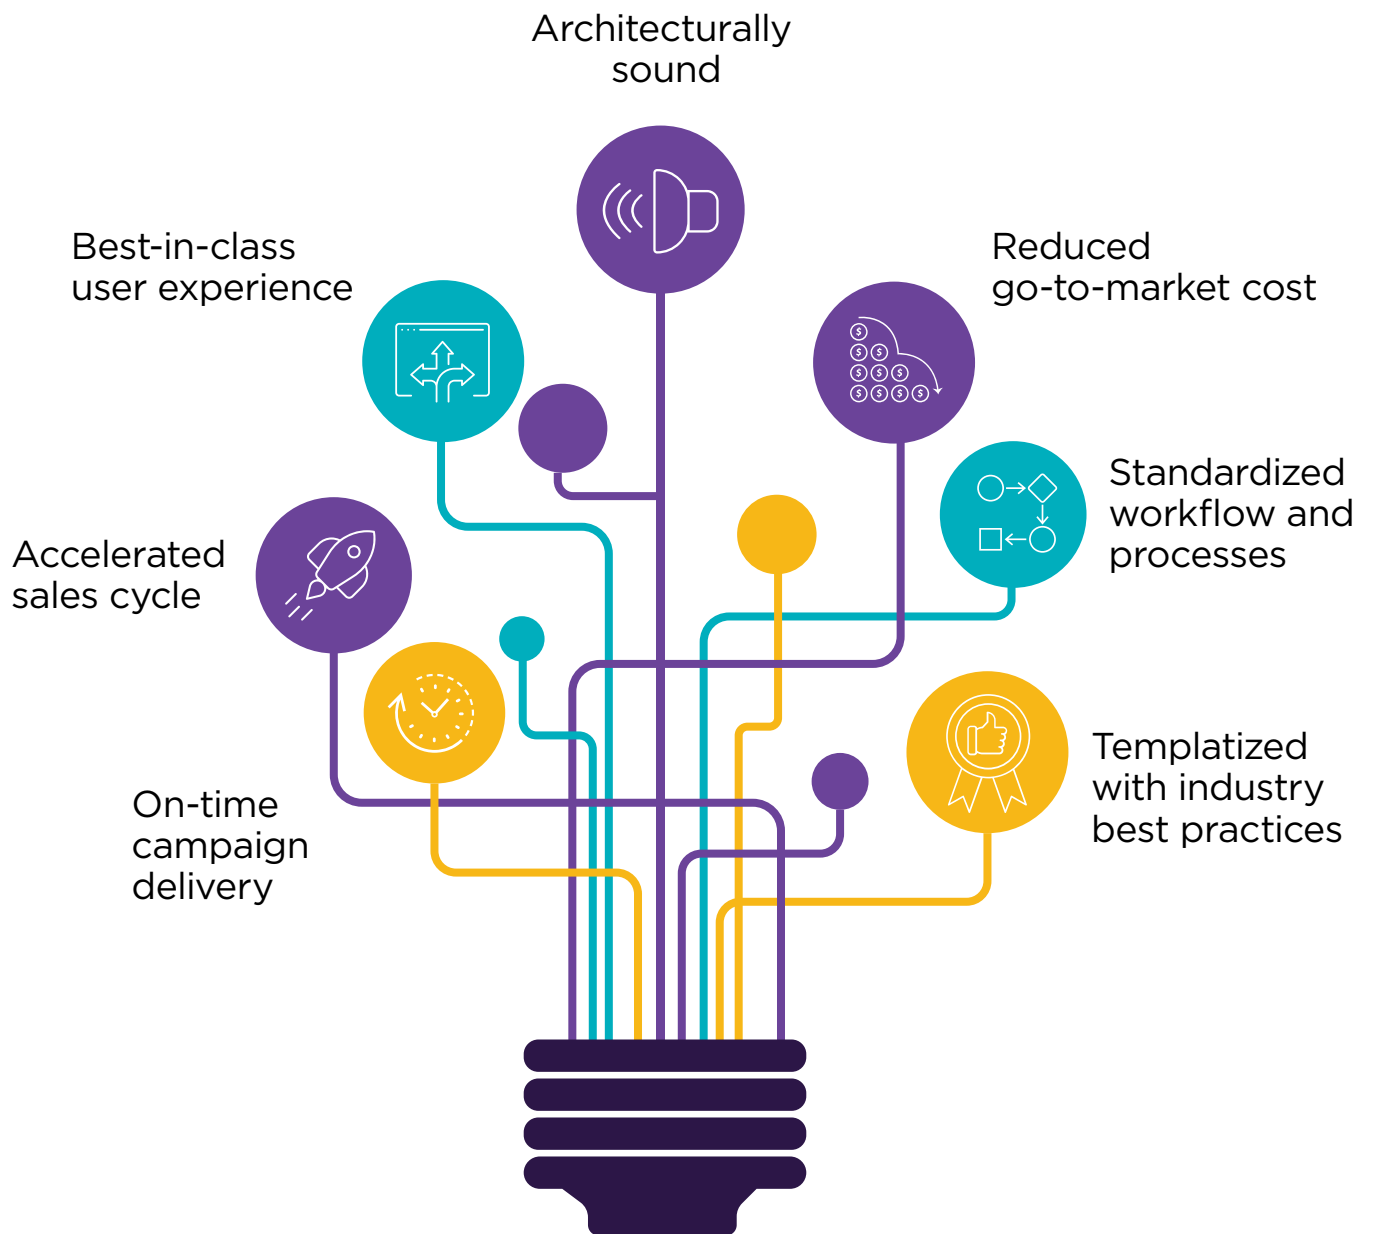 Architecturally
sound
Best-in-class
user experience
Reduced
go-to-market cost
Standardized
workflow and
processes
Accelerated
sales cycle
On-time
campaign
delivery
Templatized
with industry
best practices
$
$ $
$ $ $
$ $ $ $